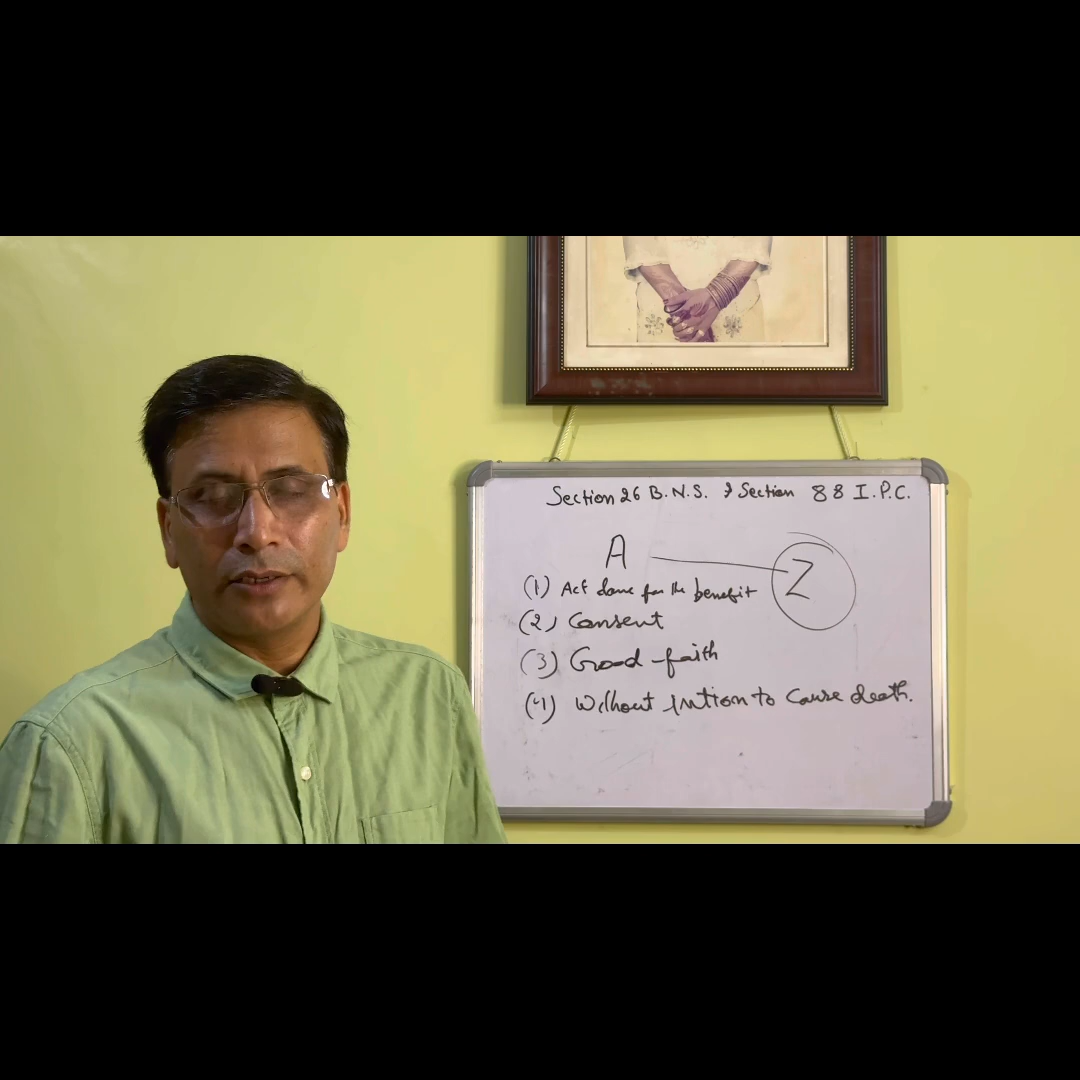 Section 26 B.N.S. & Section 88 I.P.C.
A Z
(1) Act done for the benefit
(2) Consent
(3) Good faith
(4) Without Intion to Cause death.